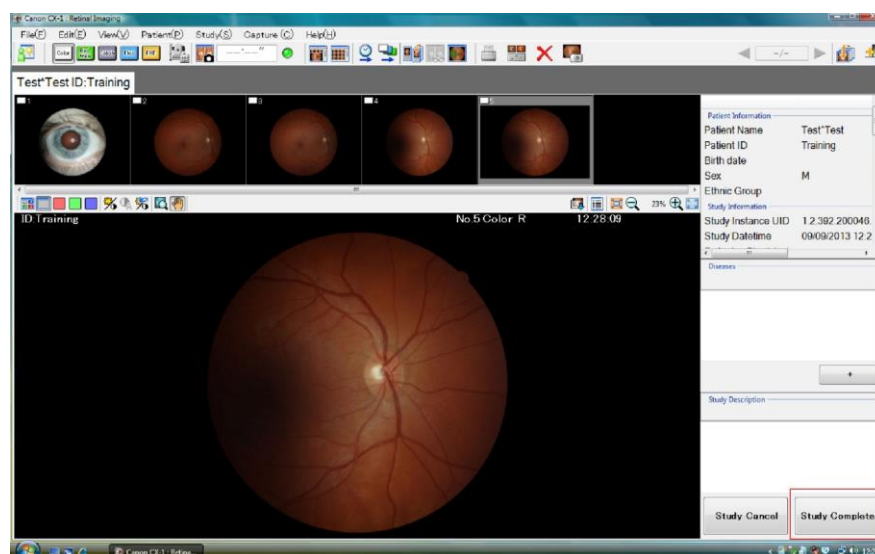 Canon CX-1 : Retinal Imaging
File(F) Edit(E) View(V) Patient(P) Study(S) Capture (C) Help(H)
Color
-/-
Test*Test ID:Training
1 2 3 4 5
23%
ID:Training No.5 Color R 12:28:09
Patient Information
Patient Name Test^Test
Patient ID Training
Birth date
Sex M
Ethnic Group
Study Information
Study Instance UID 1.2.392.200046.
Study Datetime 09/09/2013 12:2
Diseases
+
Study Description
Study Cancel Study Complete
Canon CX-1 : Retina...